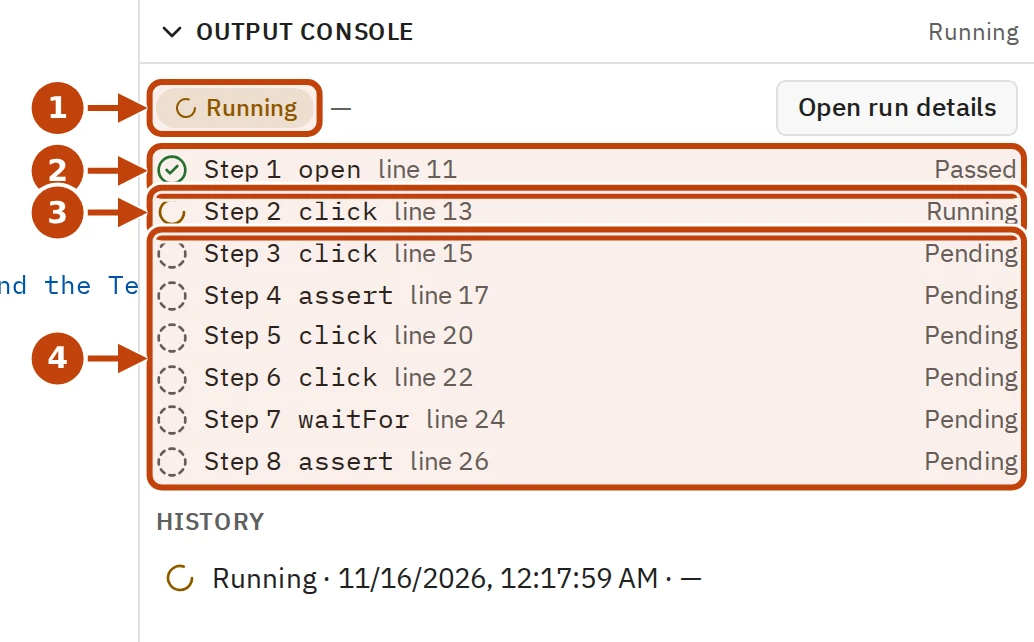 OUTPUT CONSOLE Running
1 Running — Open run details
2 Step 1 open line 11 Passed
3 Step 2 click line 13 Running
Step 3 click line 15 Pending
nd the Te
Step 4 assert line 17 Pending
Step 5 click line 20 Pending
4
Step 6 click line 22 Pending
Step 7 waitFor line 24 Pending
Step 8 assert line 26 Pending
HISTORY
Running · 11/16/2026, 12:17:59 AM · —